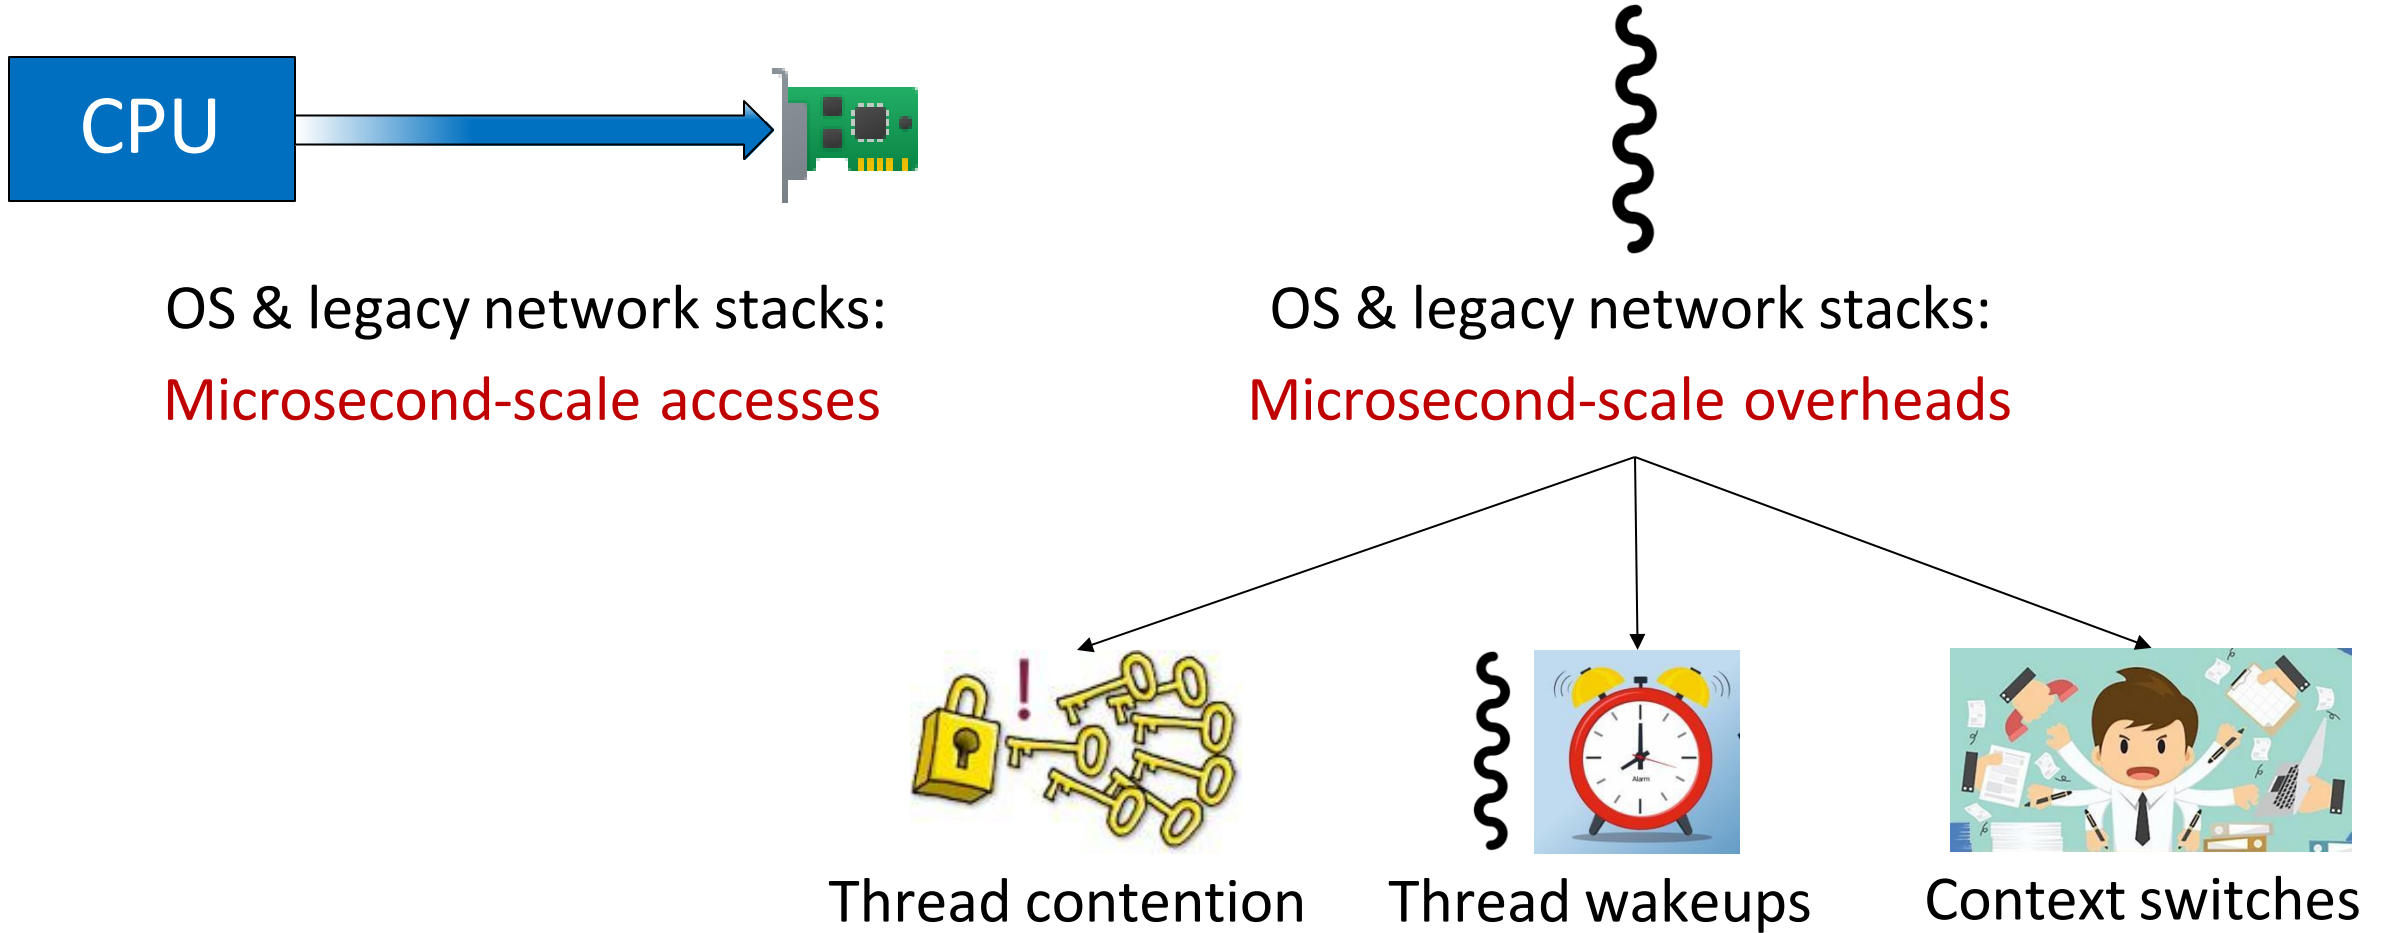 CPU
OS & legacy network stacks:
Microsecond-scale accesses
OS & legacy network stacks:
Microsecond-scale overheads
!
Alarm
Thread contention
Thread wakeups
Context switches